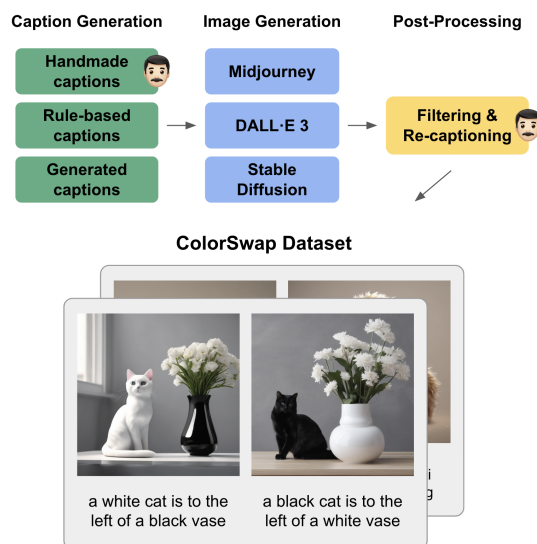 Caption Generation
Image Generation
Post-Processing
Handmade
captions
Midjourney
Rule-based
captions
DALL·E 3
Filtering &
Re-captioning
Generated
captions
Stable
Diffusion
ColorSwap Dataset
a white cat is to the
left of a black vase
a black cat is to the
left of a white vase